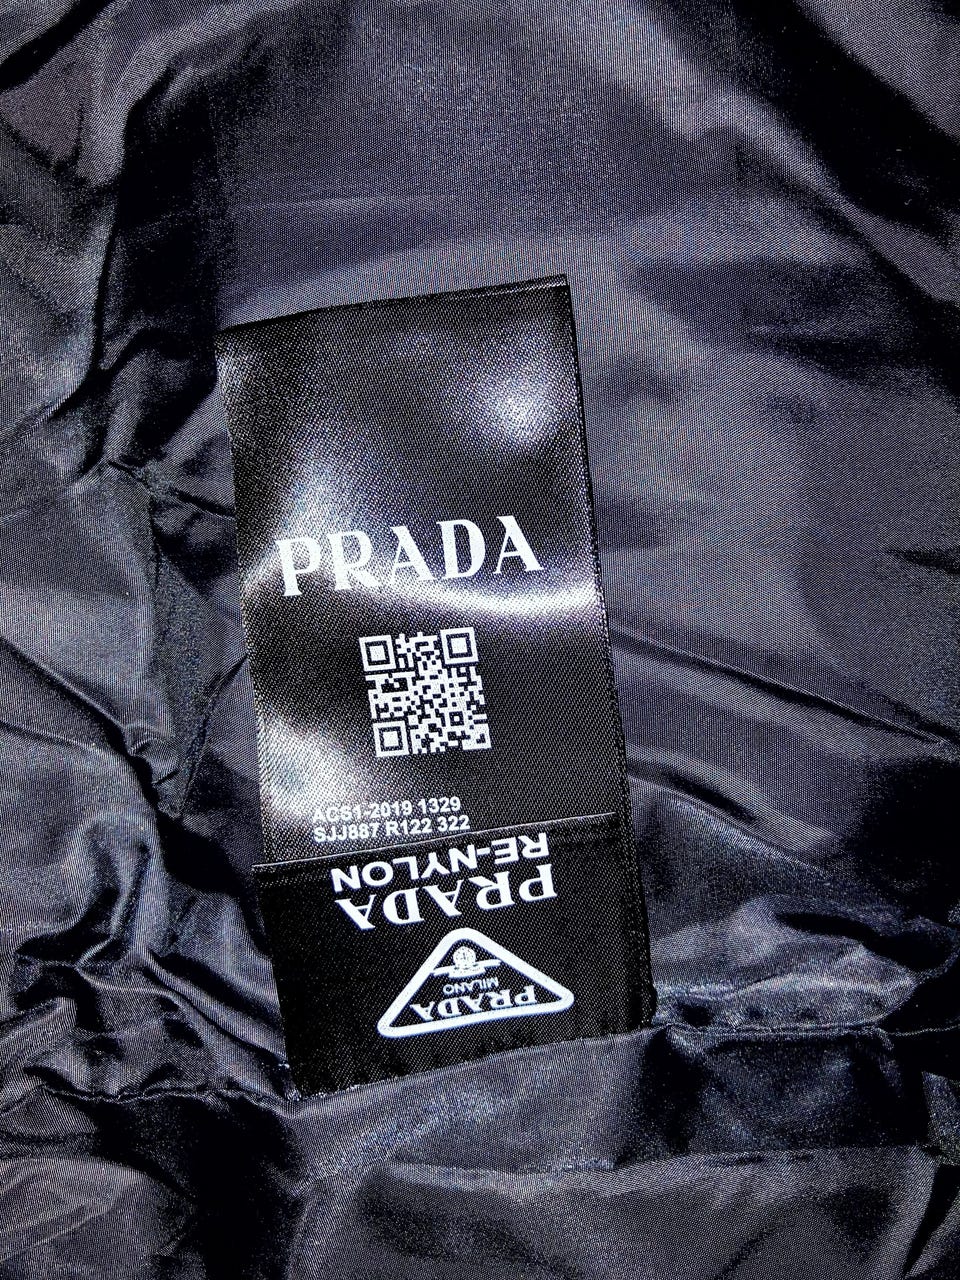 PRADA
ACS1-2019 1329
SJJ887 R122 322
RE-NYLON
PRADA
MILANO
PRADA